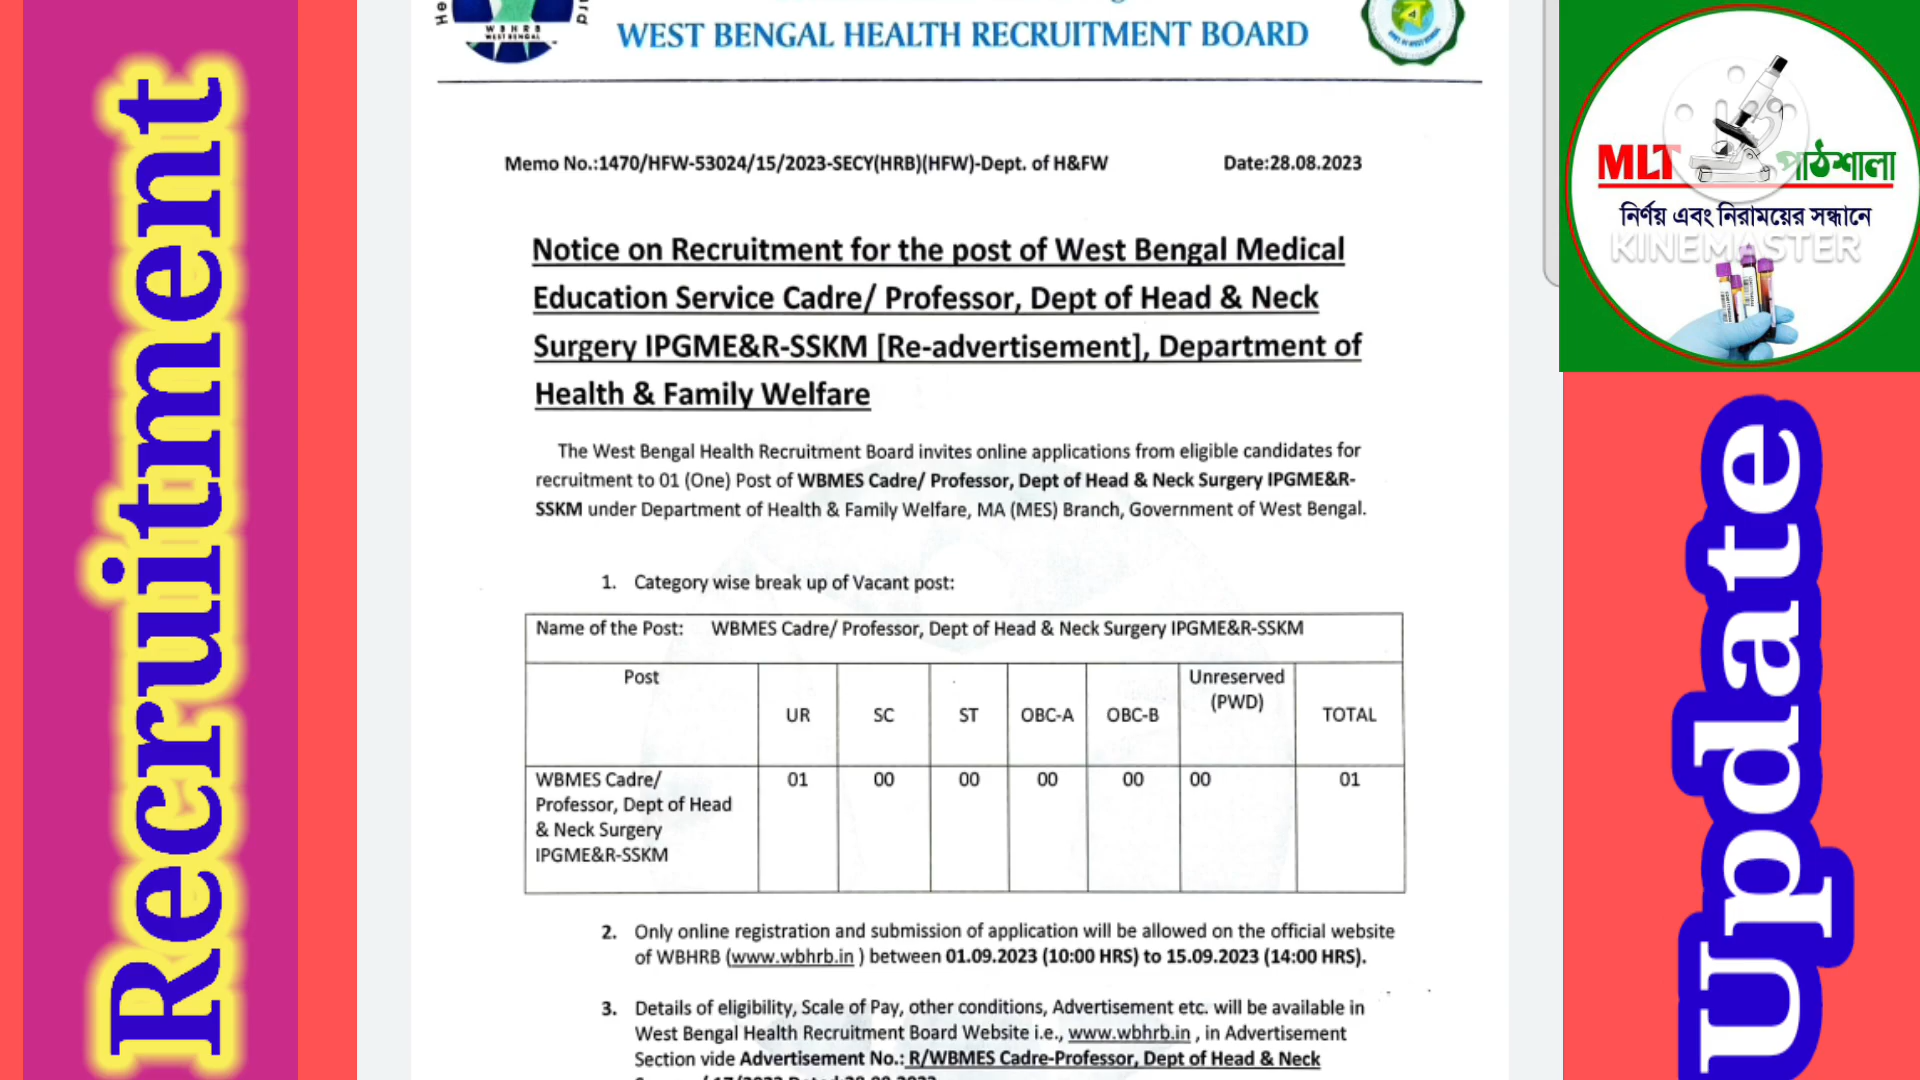 Recruitment
WBHRB
WEST BENGAL
WEST BENGAL HEALTH RECRUITMENT BOARD
Memo No.:1470/HFW-53024/15/2023-SECY(HRB)(HFW)-Dept. of H&FW Date:28.08.2023
Notice on Recruitment for the post of West Bengal Medical
Education Service Cadre/ Professor, Dept of Head & Neck
Surgery IPGME&R-SSKM [Re-advertisement], Department of
Health & Family Welfare
The West Bengal Health Recruitment Board invites online applications from eligible candidates for
recruitment to 01 (One) Post of WBMES Cadre/ Professor, Dept of Head & Neck Surgery IPGME&R-
SSKM under Department of Health & Family Welfare, MA (MES) Branch, Government of West Bengal.
1. Category wise break up of Vacant post:
Name of the Post: WBMES Cadre/ Professor, Dept of Head & Neck Surgery IPGME&R-SSKM
Post UR SC ST OBC-A OBC-B Unreserved (PWD) TOTAL
WBMES Cadre/ 01 00 00 00 00 00 01
Professor, Dept of Head
& Neck Surgery
IPGME&R-SSKM
2. Only online registration and submission of application will be allowed on the official website
of WBHRB (www.wbhrb.in ) between 01.09.2023 (10:00 HRS) to 15.09.2023 (14:00 HRS).
3. Details of eligibility, Scale of Pay, other conditions, Advertisement etc. will be available in
West Bengal Health Recruitment Board Website i.e., www.wbhrb.in , in Advertisement
Section vide Advertisement No.: R/WBMES Cadre-Professor, Dept of Head & Neck
MLT পাঠশালা
নির্ণয় এবং নিরাময়ের সন্ধানে
KINEMASTER
Update